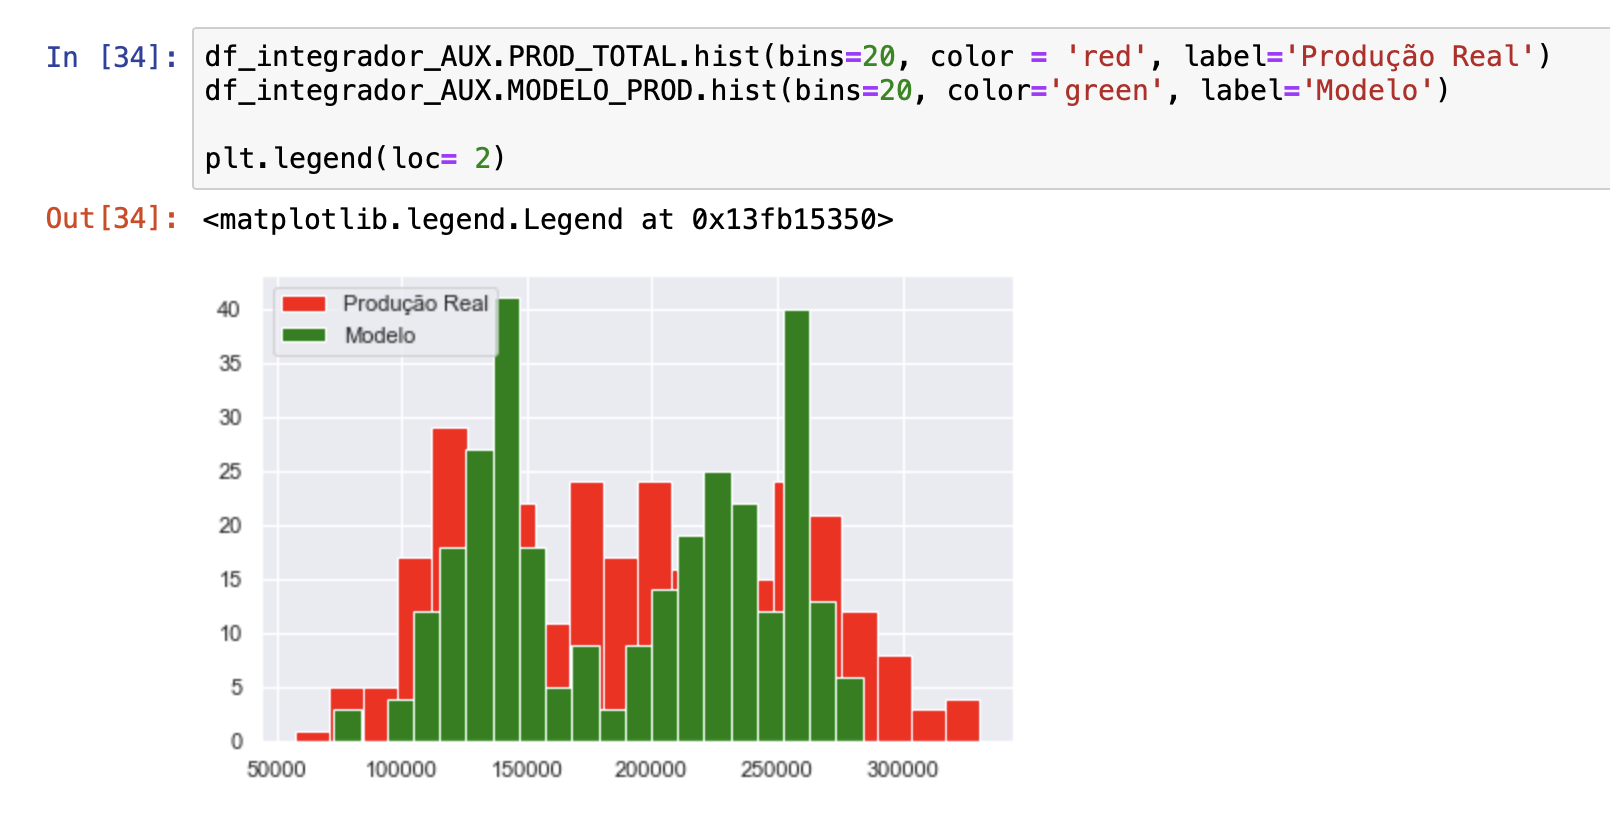 In [34]: df_integrador_AUX.PROD_TOTAL.hist(bins=20, color = 'red', label='Produção Real')
df_integrador_AUX.MODELO_PROD.hist(bins=20, color='green', label='Modelo')
plt.legend(loc= 2)
Out[34]: <matplotlib.legend.Legend at 0x13fb15350>
Produção Real
Modelo
40
35
30
25
20
15
10
5
0
50000 100000 150000 200000 250000 300000